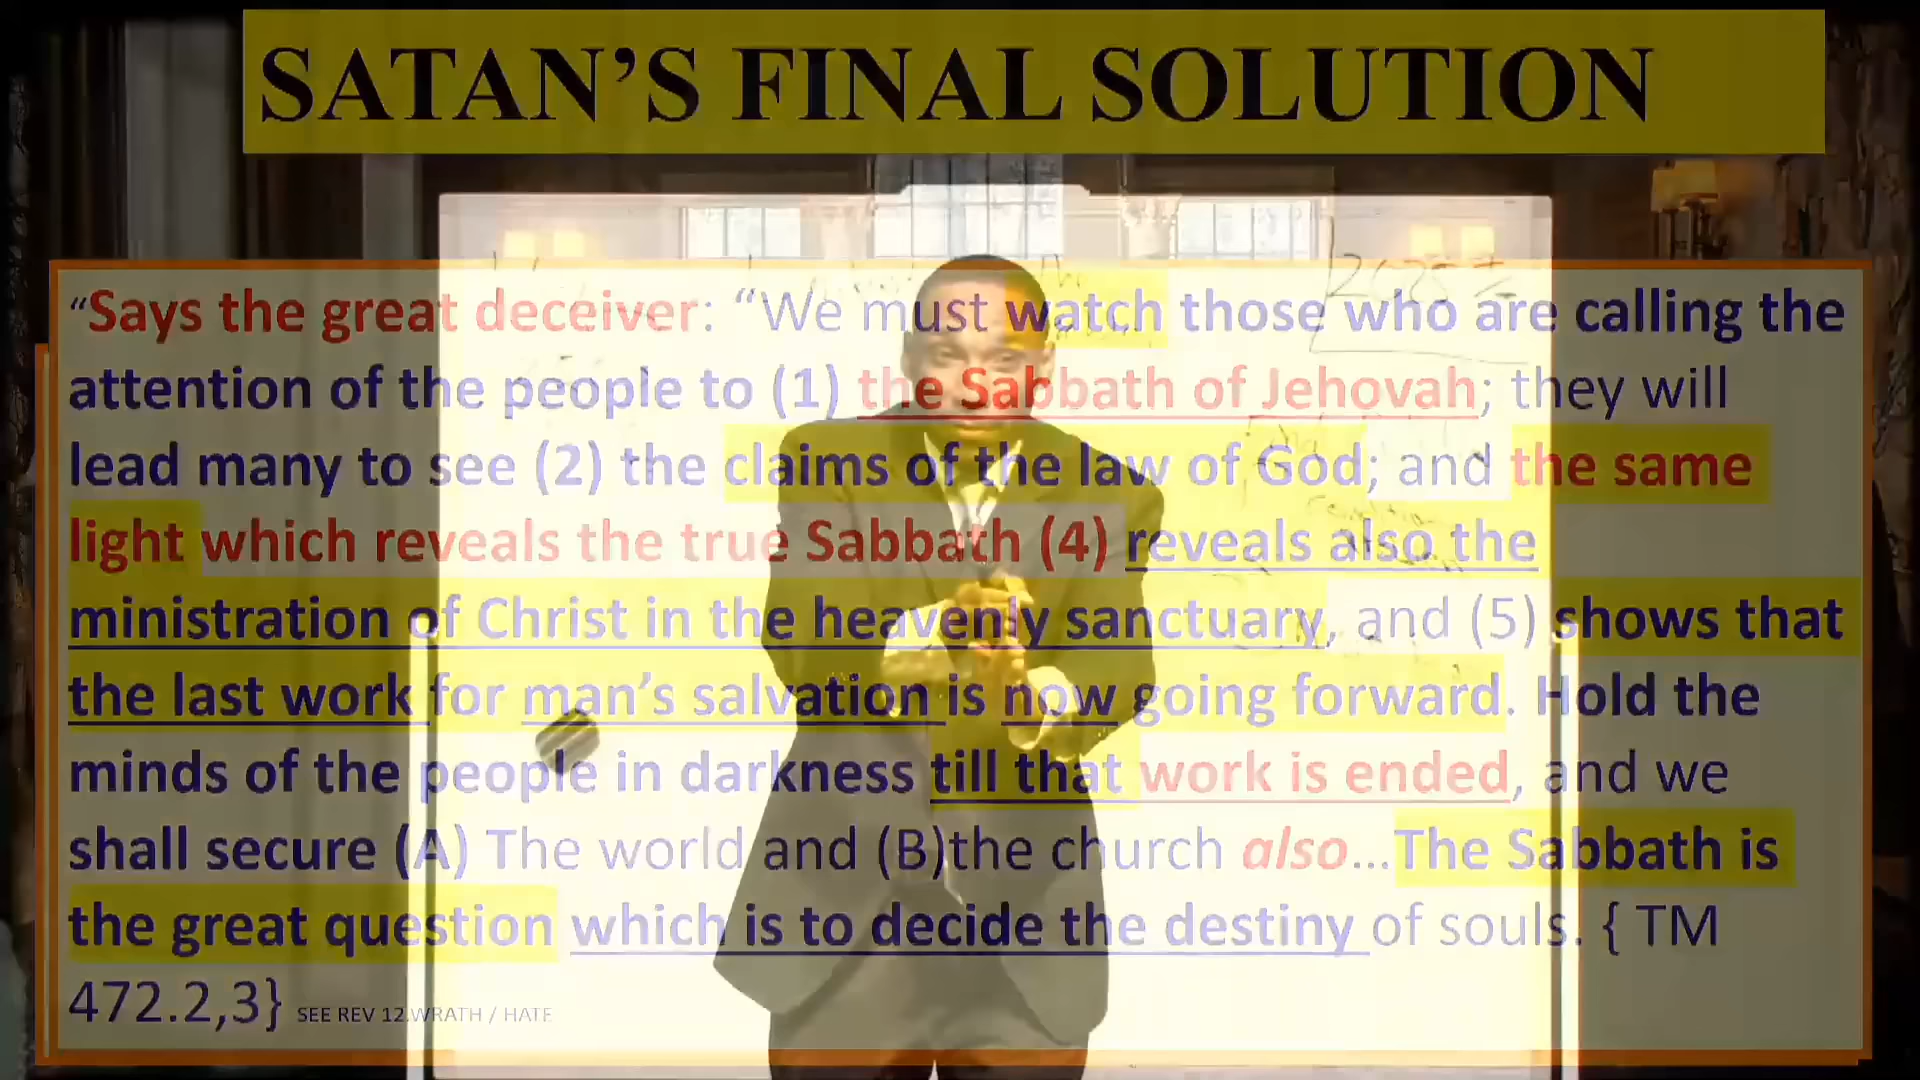 SATAN'S FINAL SOLUTION
“Says the great deceiver: “We must watch those who are calling the
attention of the people to (1) the Sabbath of Jehovah; they will
lead many to see (2) the claims of the law of God; and the same
light which reveals the true Sabbath (4) reveals also the
ministration of Christ in the heavenly sanctuary, and (5) shows that
the last work for man's salvation is now going forward. Hold the
minds of the people in darkness till that work is ended, and we
shall secure (A) The world and (B)the church also...The Sabbath is
the great question which is to decide the destiny of souls. { TM
472.2,3} SEE REV 12.WRATH / HATE